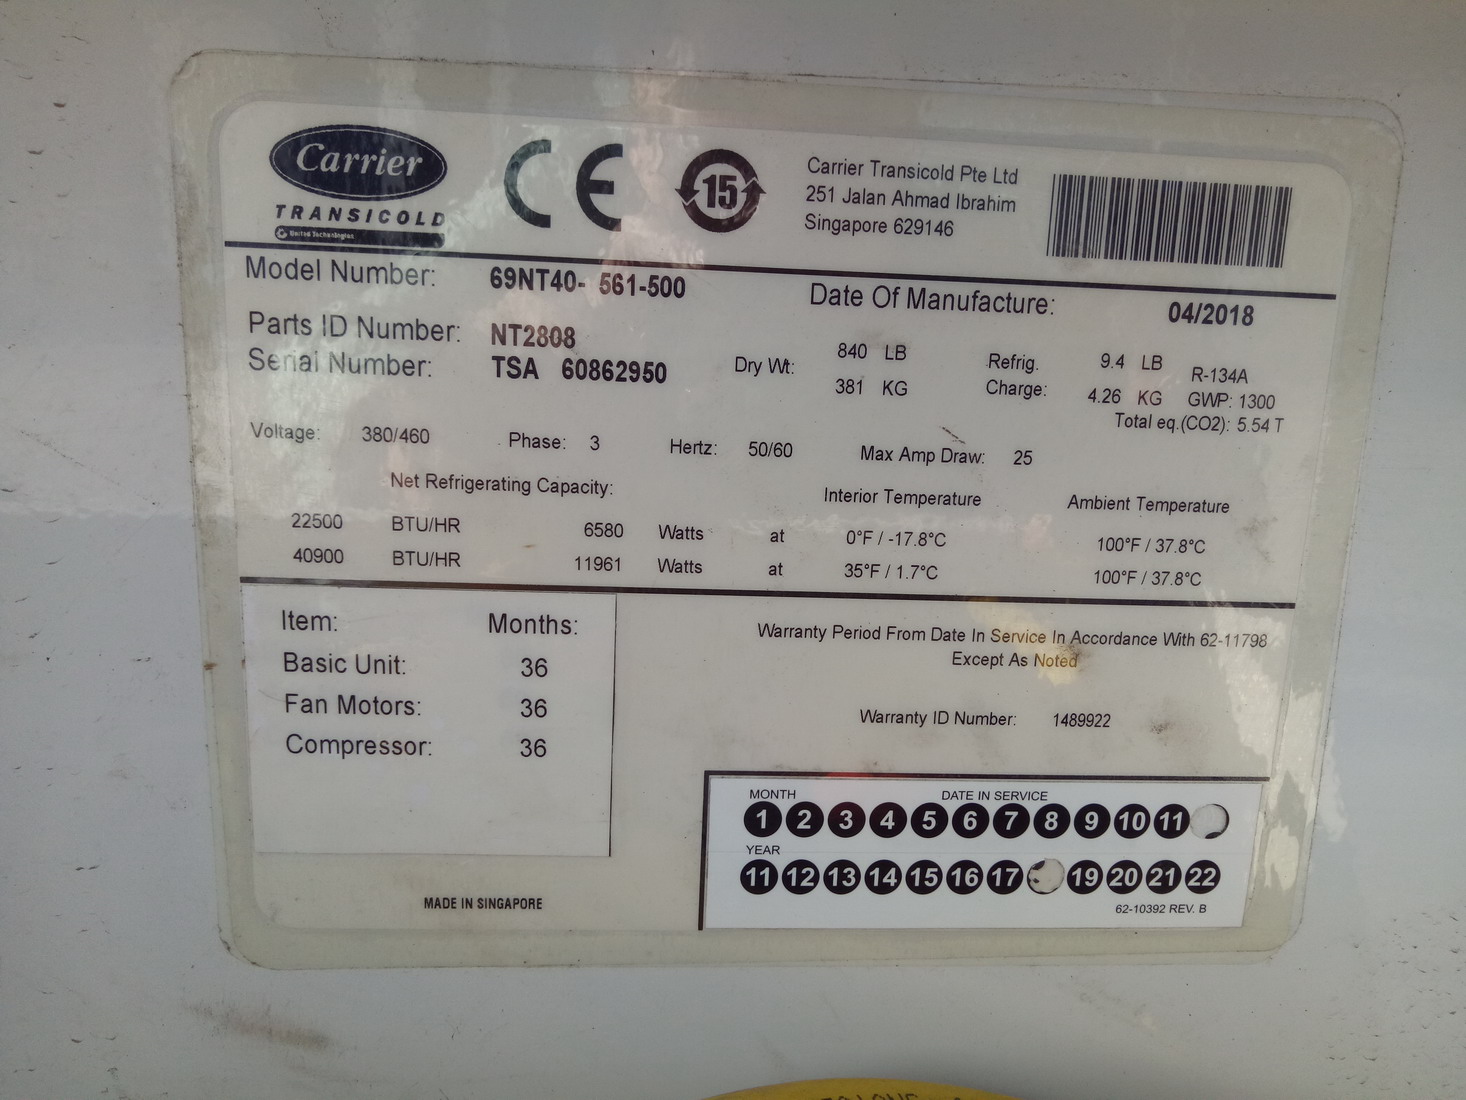 Carrier
TRANSICOLD
United Technologies
CE
15
Carrier Transicold Pte Ltd
251 Jalan Ahmad Ibrahim
Singapore 629146
Model Number: 69NT40- 561-500
Date Of Manufacture: 04/2018
Parts ID Number: NT2808
Serial Number: TSA 60862950
Dry Wt: 840 LB
381 KG
Refrig. 9.4 LB R-134A
Charge: 4.26 KG GWP: 1300
Total eq.(CO2): 5.54 T
Voltage: 380/460 Phase: 3 Hertz: 50/60 Max Amp Draw: 25
Net Refrigerating Capacity: Interior Temperature Ambient Temperature
22500 BTU/HR 6580 Watts at 0°F / -17.8°C 100°F / 37.8°C
40900 BTU/HR 11961 Watts at 35°F / 1.7°C 100°F / 37.8°C
Item: Months:
Basic Unit: 36
Fan Motors: 36
Compressor: 36
Warranty Period From Date In Service In Accordance With 62-11798
Except As Noted
Warranty ID Number: 1489922
MONTH DATE IN SERVICE
1 2 3 4 5 6 7 8 9 10 11
YEAR
11 12 13 14 15 16 17 19 20 21 22
62-10392 REV. B
MADE IN SINGAPORE